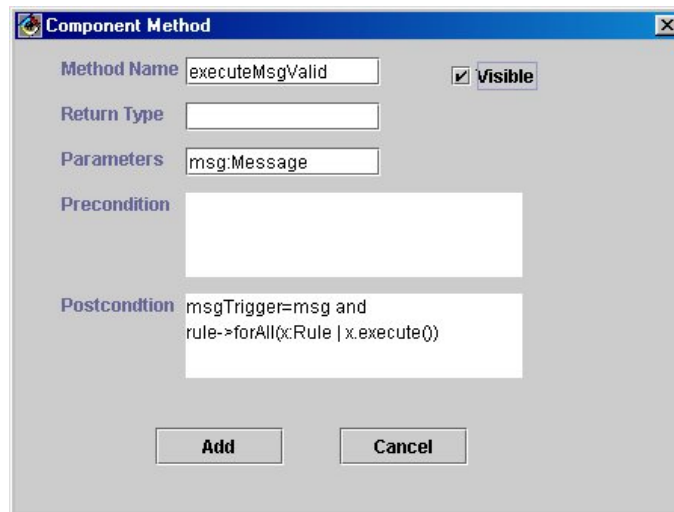 Component Method
Method Name executeMsgValid Visible
Return Type
Parameters msg:Message
Precondition
Postcondtion msgTrigger=msg and
rule->forAll(x:Rule | x.execute())
Add Cancel